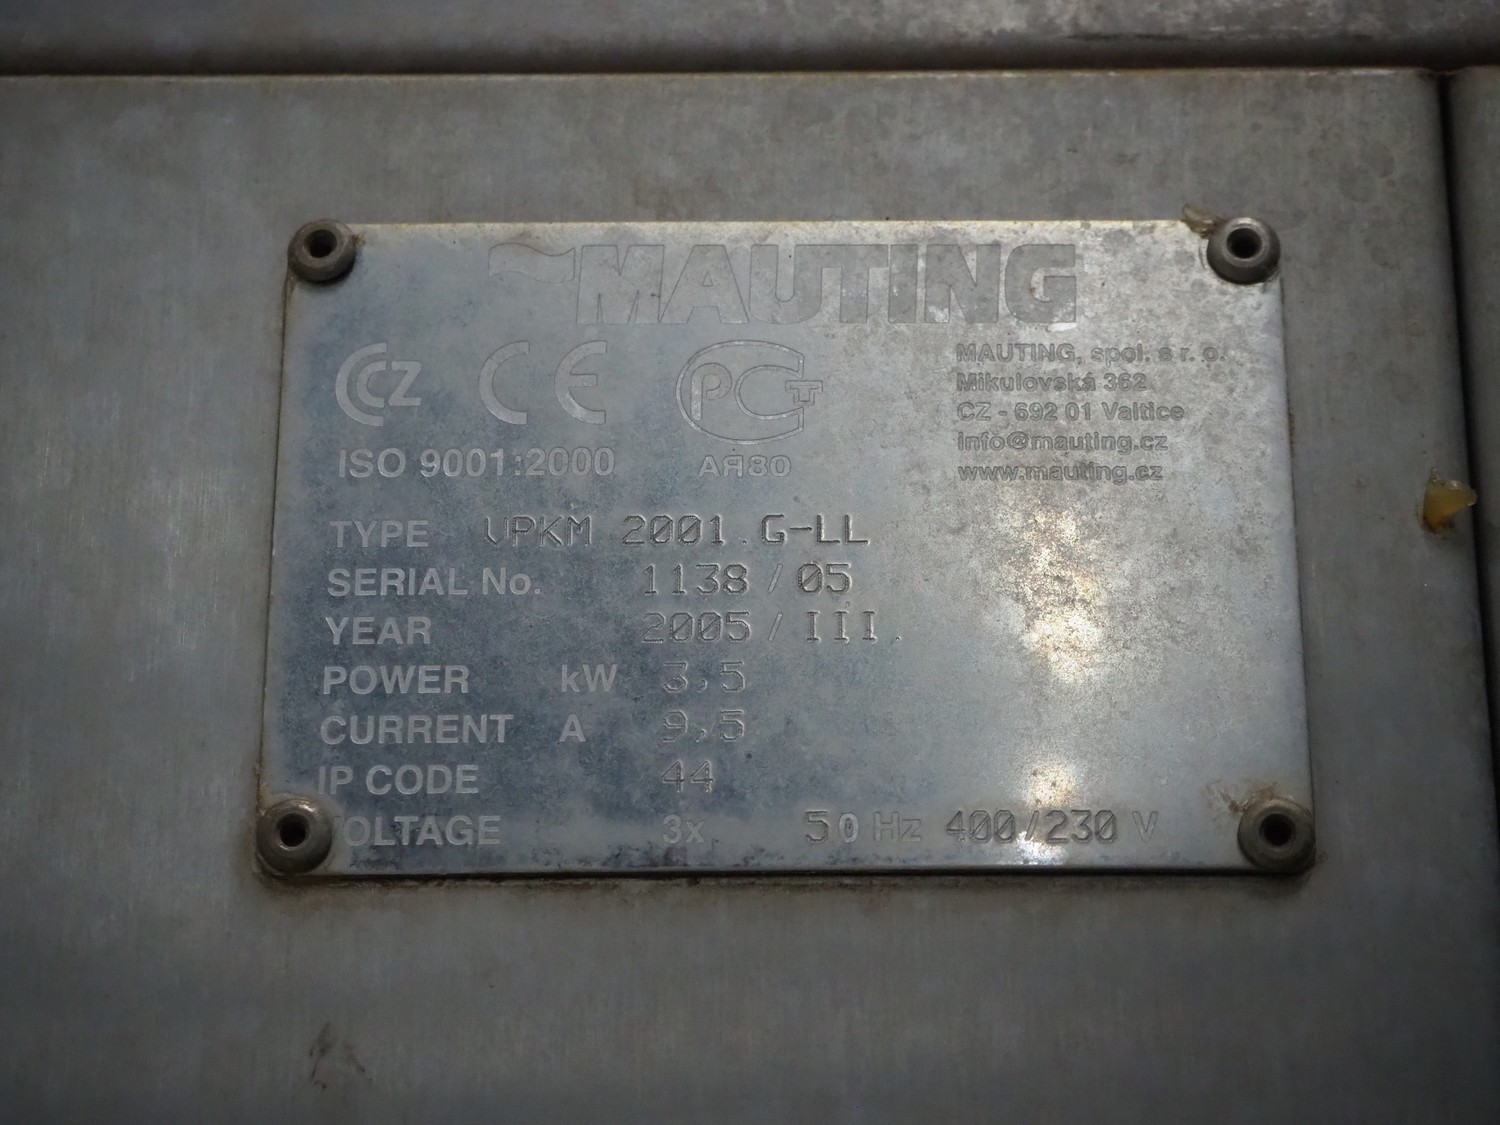 MAUTING
CCZ CE PCT
MAUTING, spol. s r. o.
Mikulovská 362
CZ - 692 01 Valtice
info@mauting.cz
www.mauting.cz
ISO 9001:2000 АЯ80
TYPE UPKM 2001.G-LL
SERIAL No. 1138 / 05
YEAR 2005 / III.
POWER kW 3,5
CURRENT A 9,5
IP CODE 44
VOLTAGE 3x 50 Hz 400/230 V